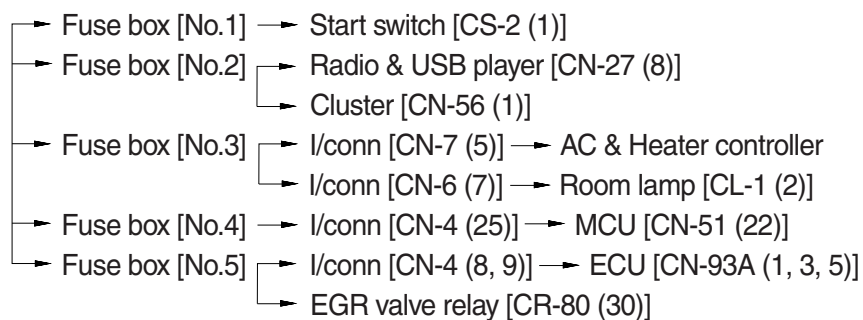 Fuse box [No.1] → Start switch [CS-2 (1)]
Fuse box [No.2] → Radio & USB player [CN-27 (8)]
→ Cluster [CN-56 (1)]
Fuse box [No.3] → I/conn [CN-7 (5)] → AC & Heater controller
→ I/conn [CN-6 (7)] → Room lamp [CL-1 (2)]
Fuse box [No.4] → I/conn [CN-4 (25)] → MCU [CN-51 (22)]
Fuse box [No.5] → I/conn [CN-4 (8, 9)] → ECU [CN-93A (1, 3, 5)]
→ EGR valve relay [CR-80 (30)]